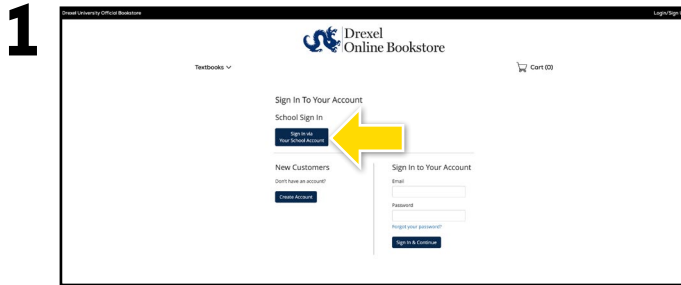 1
Drexel University Official Bookstore
Login/Sign
Drexel
Online Bookstore
Textbooks
Cart (0)
Sign In To Your Account
School Sign In
Sign in via
Your School Account
New Customers
Don't have an account?
Create Account
Sign In to Your Account
Email
Password
Forgot your password?
Sign In & Continue